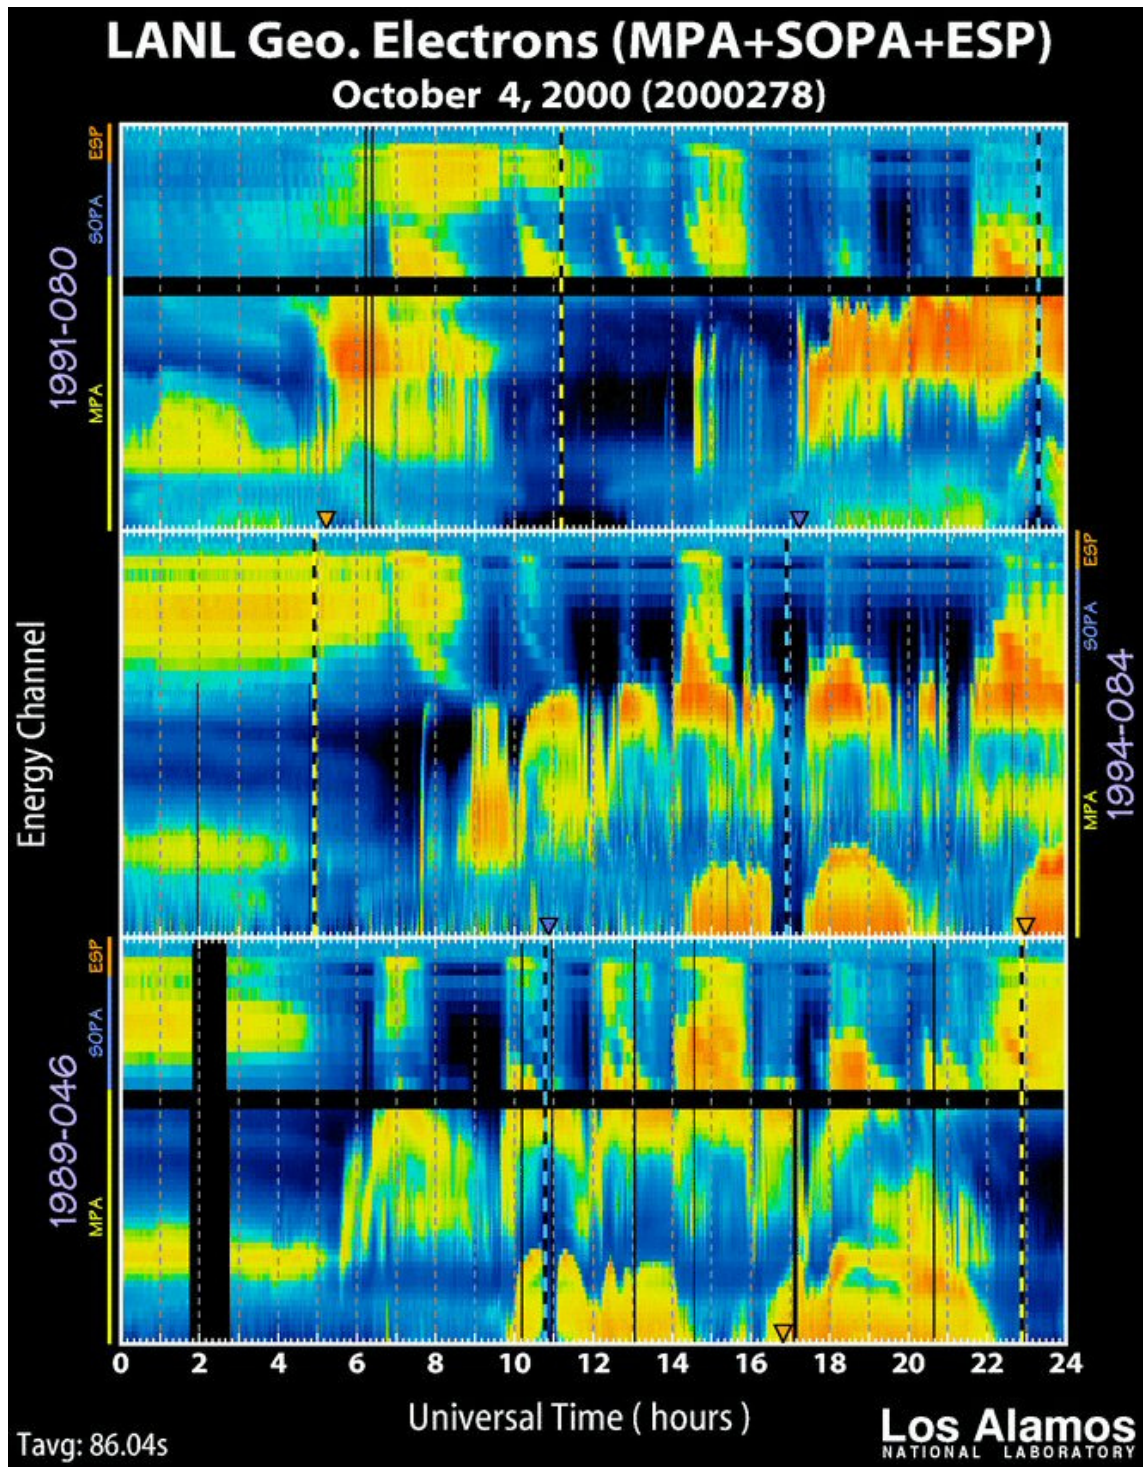 LANL Geo. Electrons (MPA+SOPA+ESP)
October 4, 2000 (2000278)
ESP
SOPA
MPA
1991-080
ESP
SOPA
MPA
1994-084
Energy Channel
ESP
SOPA
MPA
1989-046
0 2 4 6 8 10 12 14 16 18 20 22 24
Universal Time ( hours )
Tavg: 86.04s
Los Alamos
NATIONAL LABORATORY